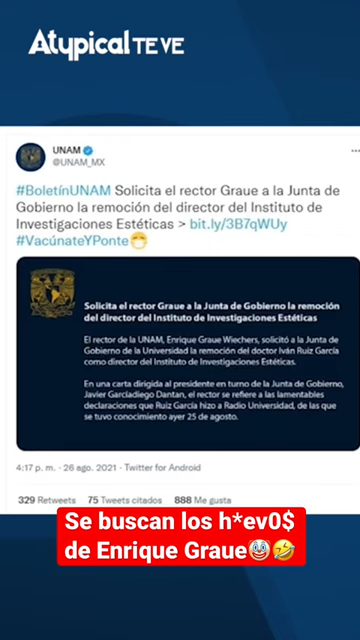 Atypical TE VE
UNAM
@UNAM_MX
#BoletínUNAM Solicita el rector Graue a la Junta de
Gobierno la remoción del director del Instituto de
Investigaciones Estéticas > bit.ly/3B7qWUy
#VacúnateYPonte😷
Solicita el rector Graue a la Junta de Gobierno la remoción
del director del Instituto de Investigaciones Estéticas
El rector de la UNAM, Enrique Graue Wiechers, solicitó a la Junta de
Gobierno de la Universidad la remoción del doctor Iván Ruiz García
como director del Instituto de Investigaciones Estéticas.
En una carta dirigida al presidente en turno de la Junta de Gobierno,
Javier Garciadiego Dantan, el rector se refiere a las lamentables
declaraciones que Ruiz García hizo a Radio Universidad, de las que
se tuvo conocimiento ayer 25 de agosto.
4:17 p. m. · 26 ago. 2021 · Twitter for Android
329 Retweets 75 Tweets citados 888 Me gusta
Se buscan los h*ev0$
de Enrique Graue🤡🤣